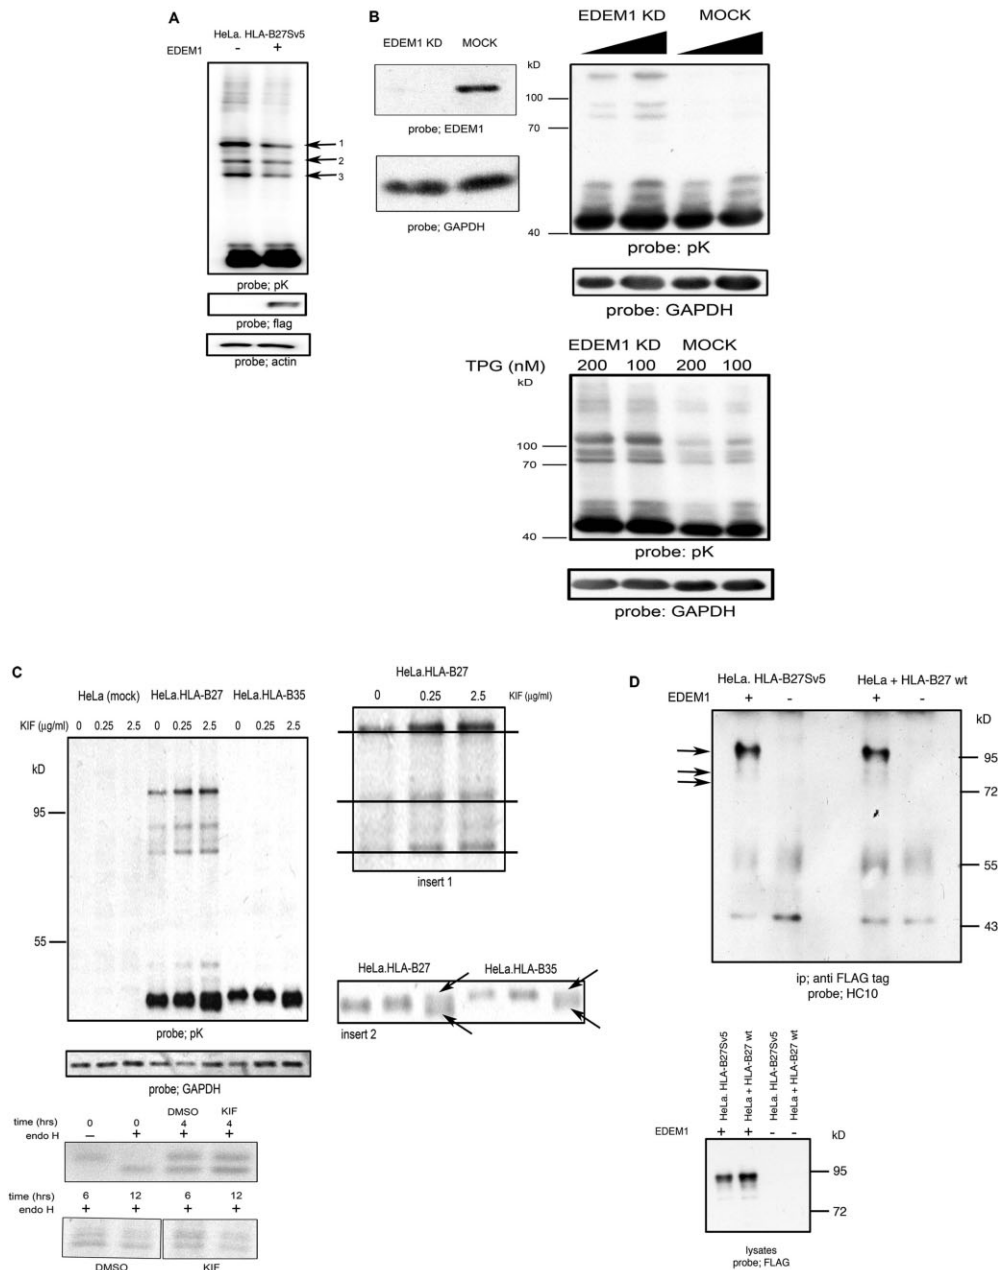 A
HeLa. HLA-B27Sv5
EDEM1 - +
1
2
3
probe; pK
probe; flag
probe; actin
B
EDEM1 KD MOCK
probe; EDEM1
probe; GAPDH
EDEM1 KD MOCK
kD
100
70
40
probe: pK
probe: GAPDH
EDEM1 KD MOCK
TPG (nM) 200 100 200 100
kD
100
70
40
probe: pK
probe: GAPDH
C
HeLa (mock) HeLa.HLA-B27 HeLa.HLA-B35
KIF (µg/ml) 0 0.25 2.5 0 0.25 2.5 0 0.25 2.5
kD
95
55
probe; pK
probe; GAPDH
DMSO KIF
time (hrs) 0 0 4 4
endo H – + + +
time (hrs) 6 12 6 12
endo H + + + +
DMSO KIF
HeLa.HLA-B27
0 0.25 2.5 KIF (µg/ml)
insert 1
HeLa.HLA-B27 HeLa.HLA-B35
insert 2
D
HeLa. HLA-B27Sv5 HeLa + HLA-B27 wt
EDEM1 + - + -
kD
95
72
55
43
ip; anti FLAG tag
probe; HC10
HeLa. HLA-B27Sv5
HeLa + HLA-B27 wt
HeLa. HLA-B27Sv5
HeLa + HLA-B27 wt
EDEM1 + + - -
kD
95
72
lysates
probe; FLAG